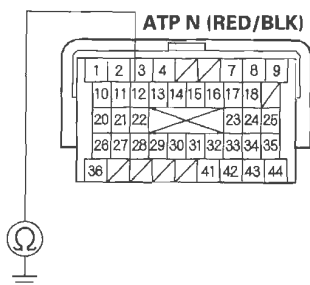 ATP N (RED/BLK)
1 2 3 4 7 8 9
10 11 12 13 14 15 16 17 18
20 21 22 23 24 25
26 27 28 29 30 31 32 33 34 35
36 41 42 43 44
Ω